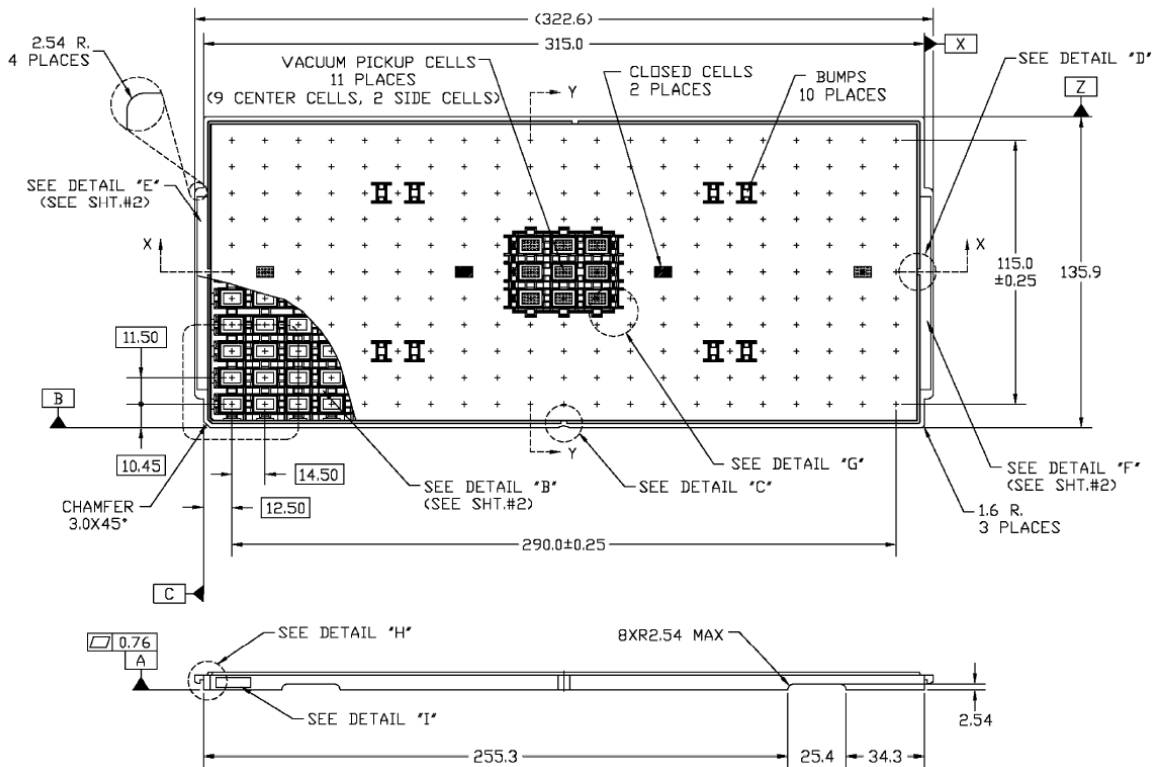 (322.6)
315.0
X
2.54 R.
4 PLACES
VACUUM PICKUP CELLS
11 PLACES
(9 CENTER CELLS, 2 SIDE CELLS)
Y
CLOSED CELLS
2 PLACES
BUMPS
10 PLACES
SEE DETAIL "D"
Z
SEE DETAIL "E"
(SEE SHT.#2)
X
X
115.0
±0.25
135.9
11.50
B
10.45
14.50
12.50
CHAMFER
3.0X45°
SEE DETAIL "B"
(SEE SHT.#2)
Y
SEE DETAIL "C"
SEE DETAIL "G"
SEE DETAIL "F"
(SEE SHT.#2)
1.6 R.
3 PLACES
290.0±0.25
C
0.76
A
SEE DETAIL "H"
8XR2.54 MAX
SEE DETAIL "I"
2.54
255.3
25.4
34.3